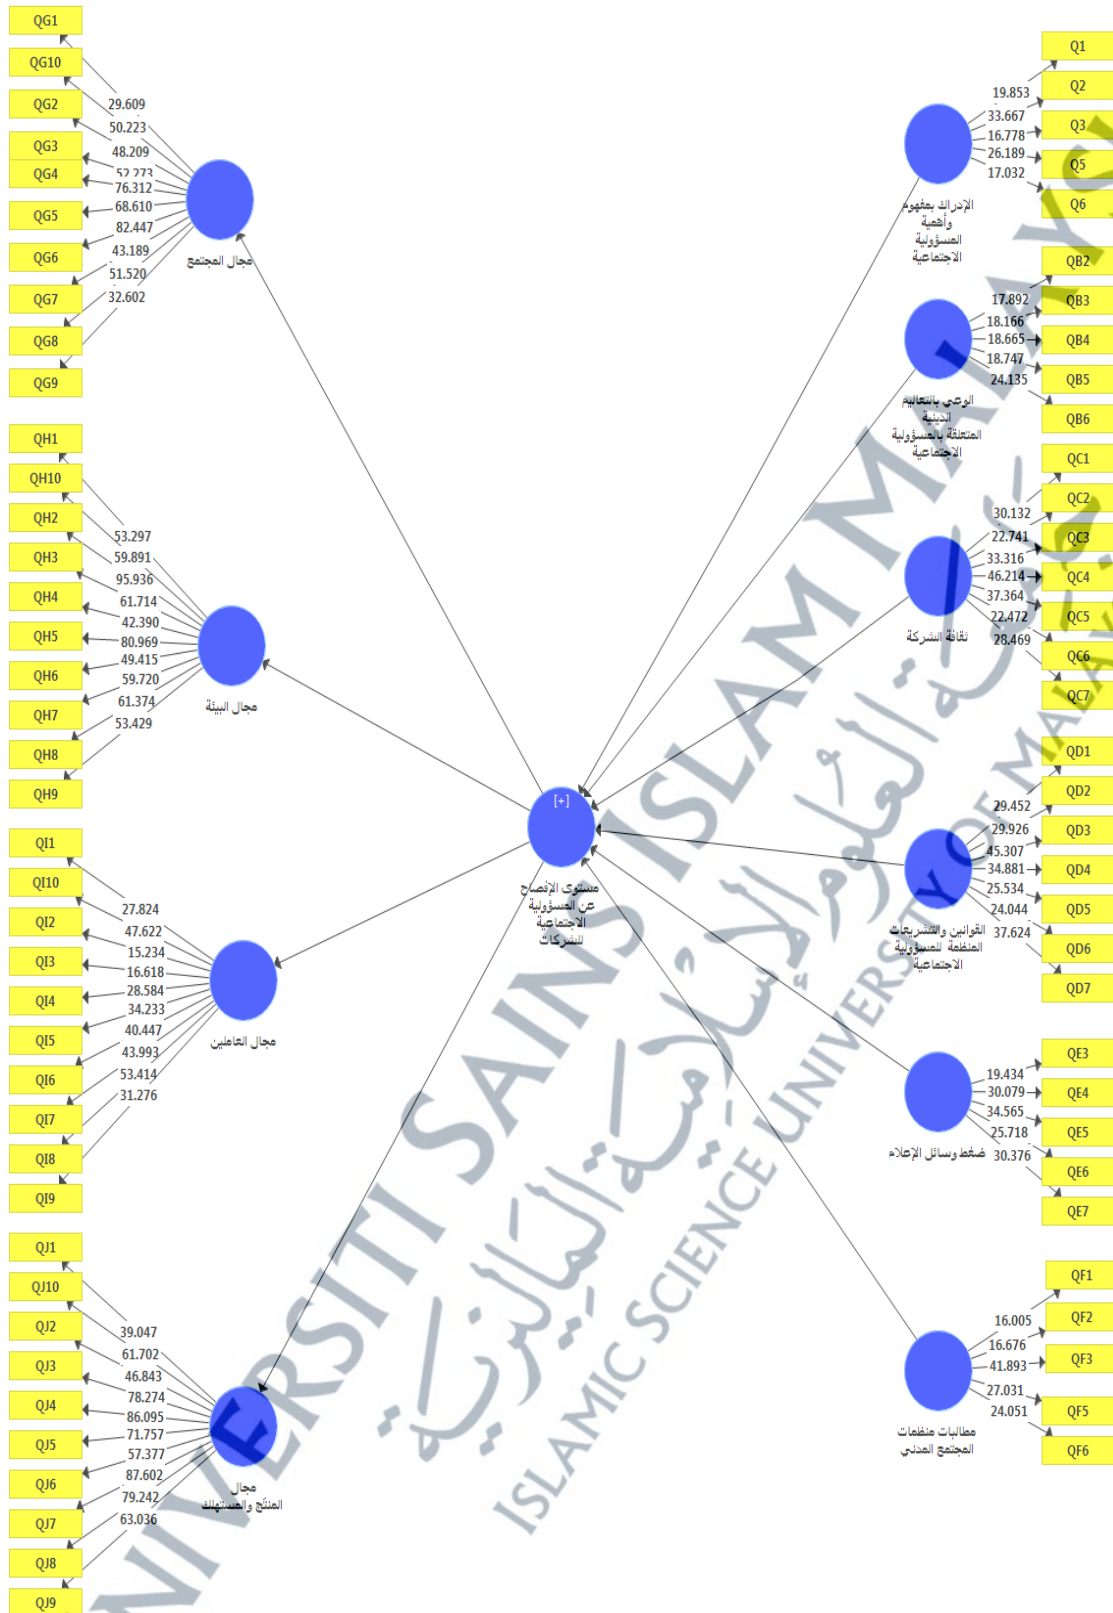 QG1
QG10
QG2
QG3
QG4
QG5
QG6
QG7
QG8
QG9
29.609
50.223
48.209
52.273
76.312
68.610
82.447
43.189
51.520
32.602
مجال المجتمع
QH1
QH10
QH2
QH3
QH4
QH5
QH6
QH7
QH8
QH9
53.297
59.891
95.936
61.714
42.390
80.969
49.415
59.720
61.374
53.429
مجال البيئة
QI1
QI10
QI2
QI3
QI4
QI5
QI6
QI7
QI8
QI9
27.824
47.622
15.234
16.618
28.584
34.233
40.447
43.993
53.414
31.276
مجال العاملين
QJ1
QJ10
QJ2
QJ3
QJ4
QJ5
QJ6
QJ7
QJ8
QJ9
39.047
61.702
46.843
78.274
86.095
71.757
57.377
87.602
79.242
63.036
مجال
المنتج والمستهلك
[+]
مستوى الإفصاح
عن المسؤولية
الاجتماعية
للشركات
Q1
Q2
Q3
Q5
Q6
19.853
33.667
16.778
26.189
17.032
الإدراك بمفهوم
وأهمية
المسؤولية
الاجتماعية
QB2
QB3
QB4
QB5
QB6
17.892
18.166
18.665
18.747
24.135
الوعي بالتعاليم
الدينية
المتعلقة بالمسؤولية
الاجتماعية
QC1
QC2
QC3
QC4
QC5
QC6
QC7
30.132
22.741
33.316
46.214
37.364
22.472
28.469
ثقافة الشركة
QD1
QD2
QD3
QD4
QD5
QD6
QD7
29.452
29.926
45.307
34.881
25.534
24.044
37.624
القوانين والتشريعات
المنظمة للمسؤولية
الاجتماعية
QE3
QE4
QE5
QE6
QE7
19.434
30.079
34.565
25.718
30.376
ضغط وسائل الإعلام
QF1
QF2
QF3
QF5
QF6
16.005
16.676
41.893
27.031
24.051
مطالبات منظمات
المجتمع المدني
UNIVERSITI SAINS ISLAM MALAYSI
جامعة العلوم الإسلامية الماليزية
ISLAMIC SCIENCE UNIVERSITY OF MALAY